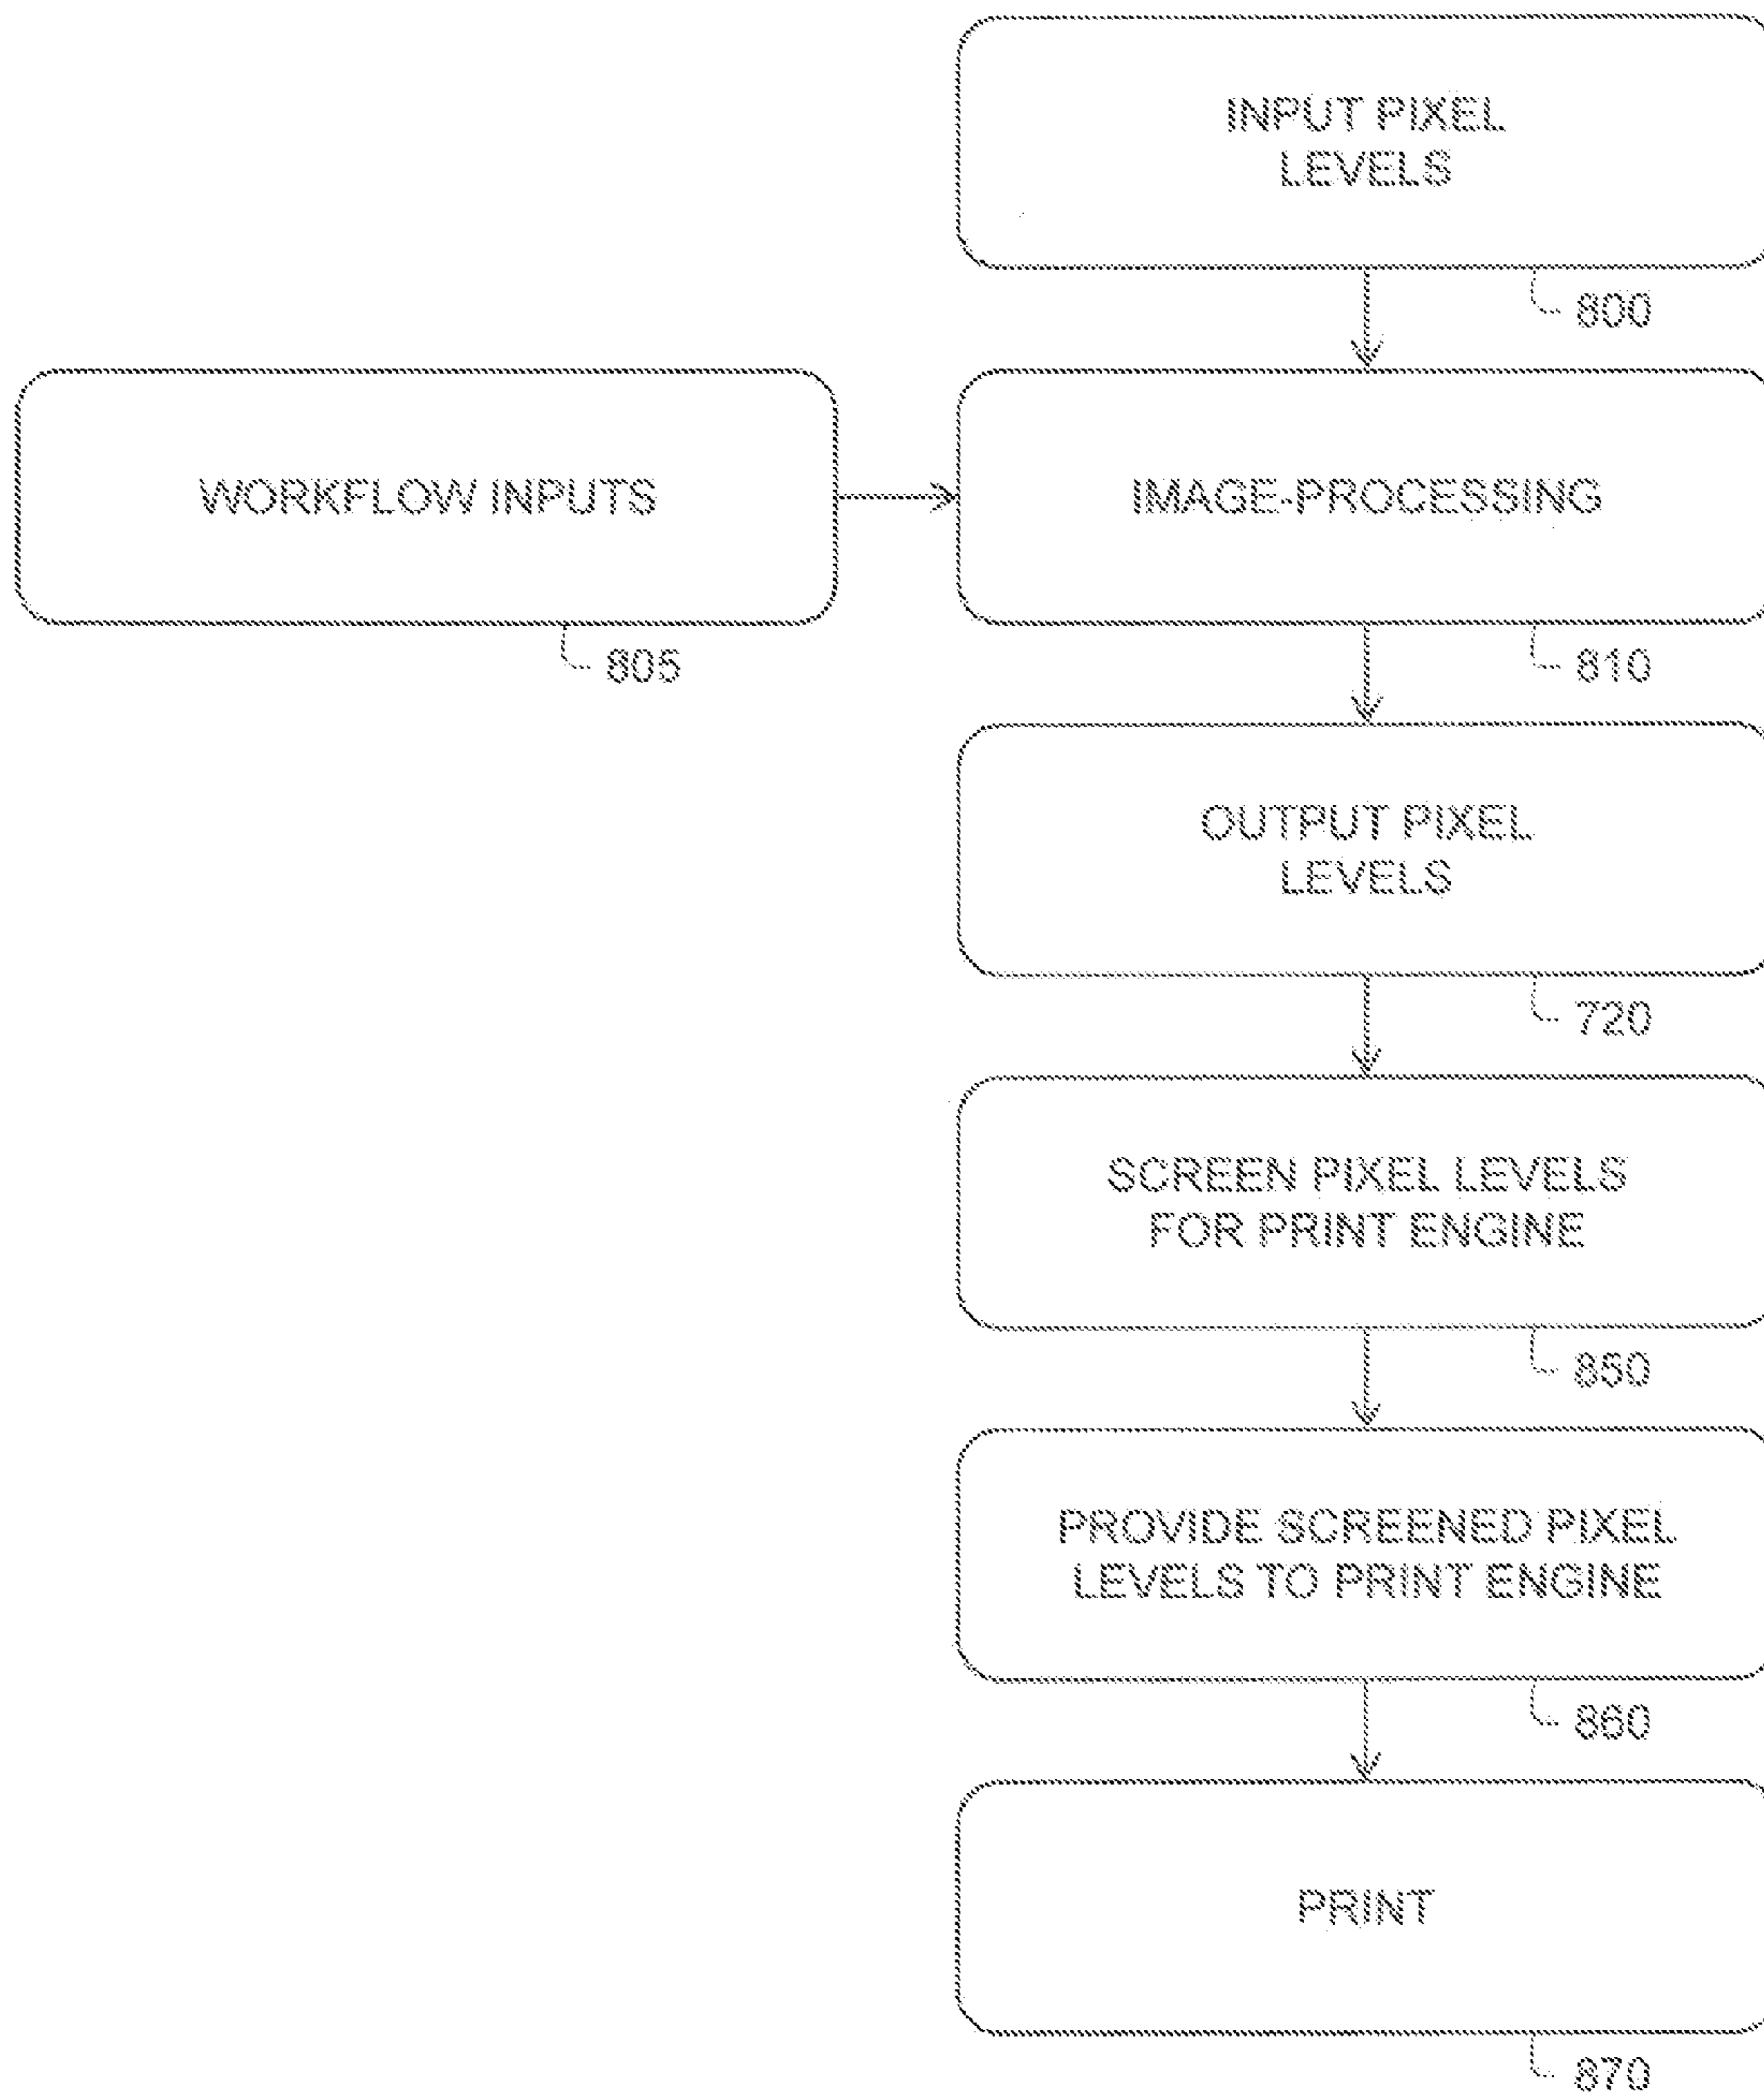 INPUT PIXEL
LEVELS
800
WORKFLOW INPUTS
805
IMAGE-PROCESSING
810
OUTPUT PIXEL
LEVELS
720
SCREEN PIXEL LEVELS
FOR PRINT ENGINE
850
PROVIDE SCREENED PIXEL
LEVELS TO PRINT ENGINE
860
PRINT
870